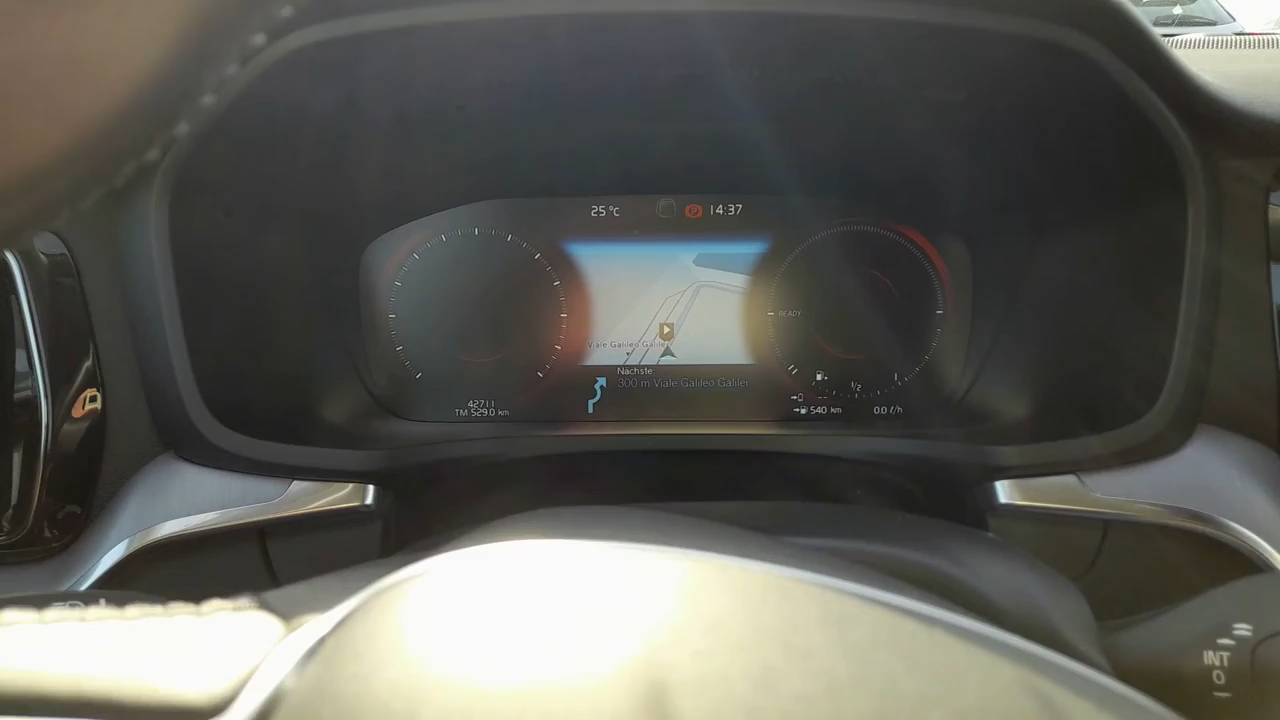 25 °C 14:37
READY
Viale Galileo Galilei
Nächste:
300 m Viale Galileo Galilei
1/2
42711
TM 529.0 km
540 km 0.0 l/h
INT
O
I